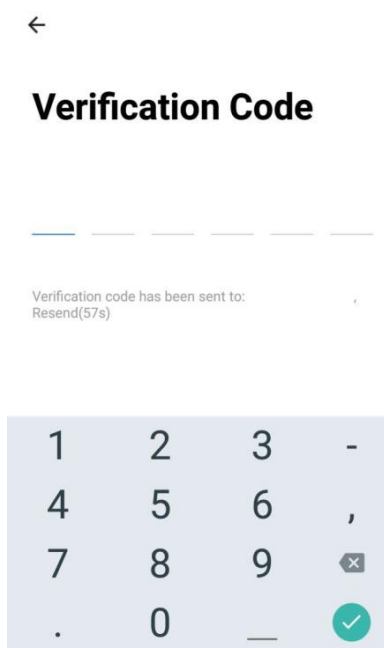 Verification Code
Verification code has been sent to: ,
Resend(57s)
1 2 3 -
4 5 6 ,
7 8 9
. 0 _